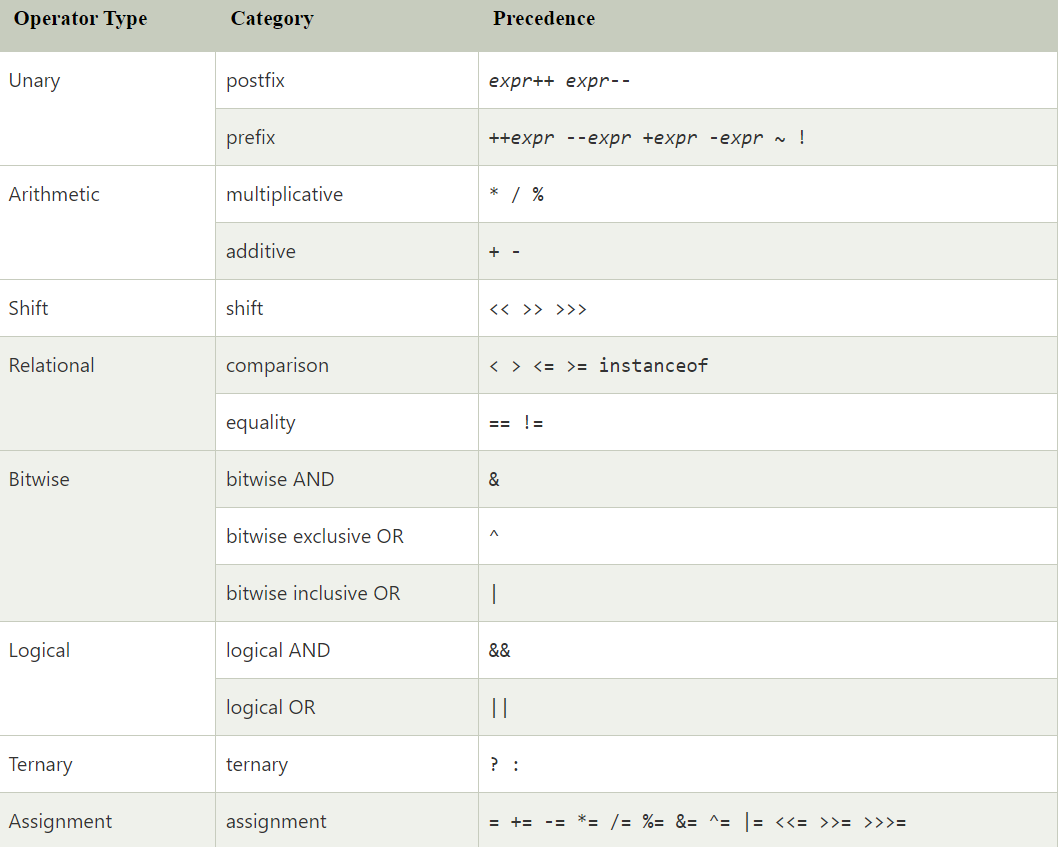 Operator Type Category Precedence
Unary postfix expr++ expr--
prefix ++expr --expr +expr -expr ~ !
Arithmetic multiplicative * / %
additive + -
Shift shift << >> >>>
Relational comparison < > <= >= instanceof
equality == !=
Bitwise bitwise AND &
bitwise exclusive OR ^
bitwise inclusive OR |
Logical logical AND &&
logical OR ||
Ternary ternary ? :
Assignment assignment = += -= *= /= %= &= ^= |= <<= >>= >>>=